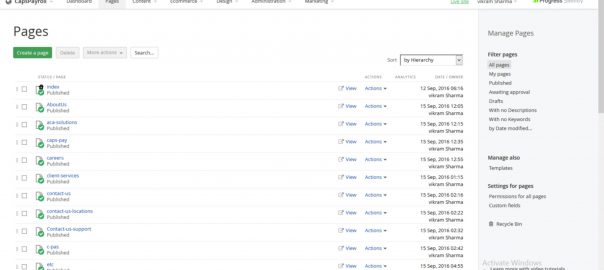 CapsPayroll Dashboard Pages Content Ecommerce Design Administration Marketing Live site vikram Sharma Progress Sitefinity
Pages
Create a page Delete More actions Search...
Sort by Hierarchy
STATUS / PAGE ACTIONS ANALYTICS DATE / OWNER
index View Actions 12 Sep, 2016 06:16
Published vikram Sharma
AboutUs View Actions 15 Sep, 2016 12:05
Published vikram Sharma
aca-solutions View Actions 15 Sep, 2016 12:15
Published vikram Sharma
caps-pay View Actions 15 Sep, 2016 12:35
Published vikram Sharma
careers View Actions 15 Sep, 2016 12:55
Published vikram Sharma
client-services View Actions 15 Sep, 2016 01:15
Published vikram Sharma
contact-us View Actions 15 Sep, 2016 02:16
Published vikram Sharma
contact-us-locations View Actions 15 Sep, 2016 02:22
Published vikram Sharma
Contact-us-support View Actions 15 Sep, 2016 02:32
Published vikram Sharma
c-pas View Actions 15 Sep, 2016 02:42
Published vikram Sharma
etc View Actions 15 Sep, 2016 04:55
Manage Pages
Filter pages
All pages
My pages
Published
Awaiting approval
Drafts
With no Descriptions
With no Keywords
by Date modified...
Manage also
Templates
Settings for pages
Permissions for all pages
Custom fields
Recycle Bin
Activate Windows
Learn more with video tutorials